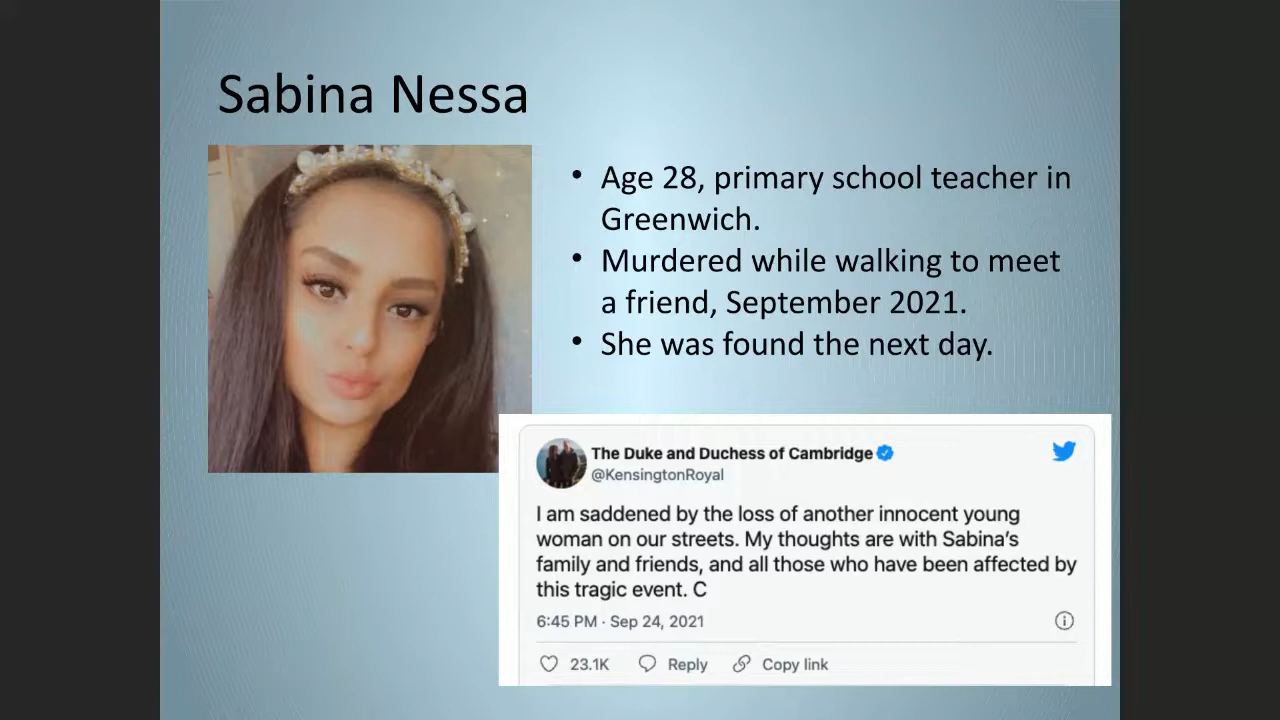 Sabina Nessa
• Age 28, primary school teacher in
Greenwich.
• Murdered while walking to meet
a friend, September 2021.
• She was found the next day.
The Duke and Duchess of Cambridge
@KensingtonRoyal
I am saddened by the loss of another innocent young
woman on our streets. My thoughts are with Sabina’s
family and friends, and all those who have been affected by
this tragic event. C
6:45 PM · Sep 24, 2021
23.1K Reply Copy link